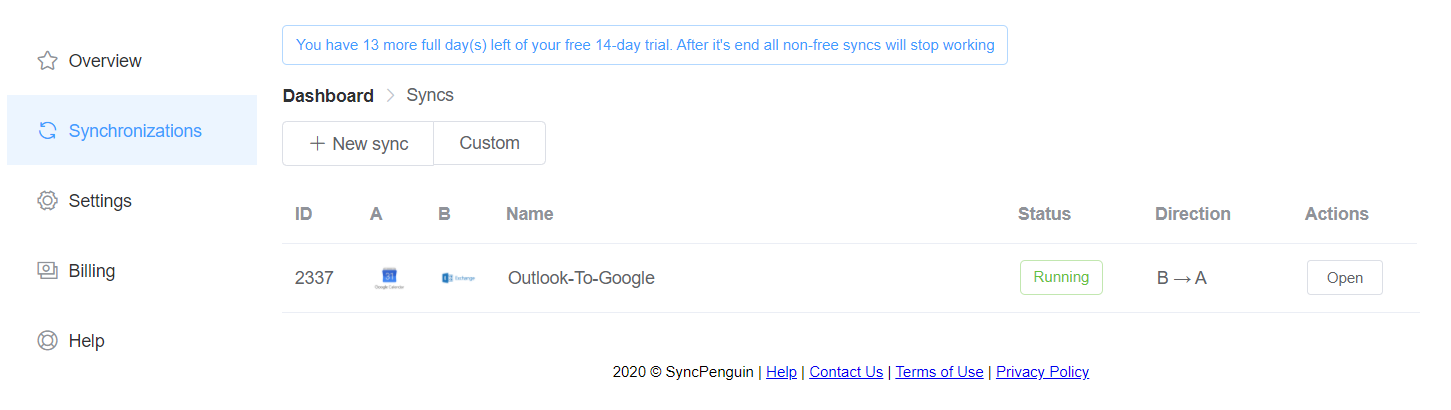 You have 13 more full day(s) left of your free 14-day trial. After it's end all non-free syncs will stop working
Overview
Synchronizations
Settings
Billing
Help
Dashboard > Syncs
+ New sync Custom
ID A B Name Status Direction Actions
2337 31 Google Calendar Exchange Outlook-To-Google Running B → A Open
2020 © SyncPenguin | Help | Contact Us | Terms of Use | Privacy Policy